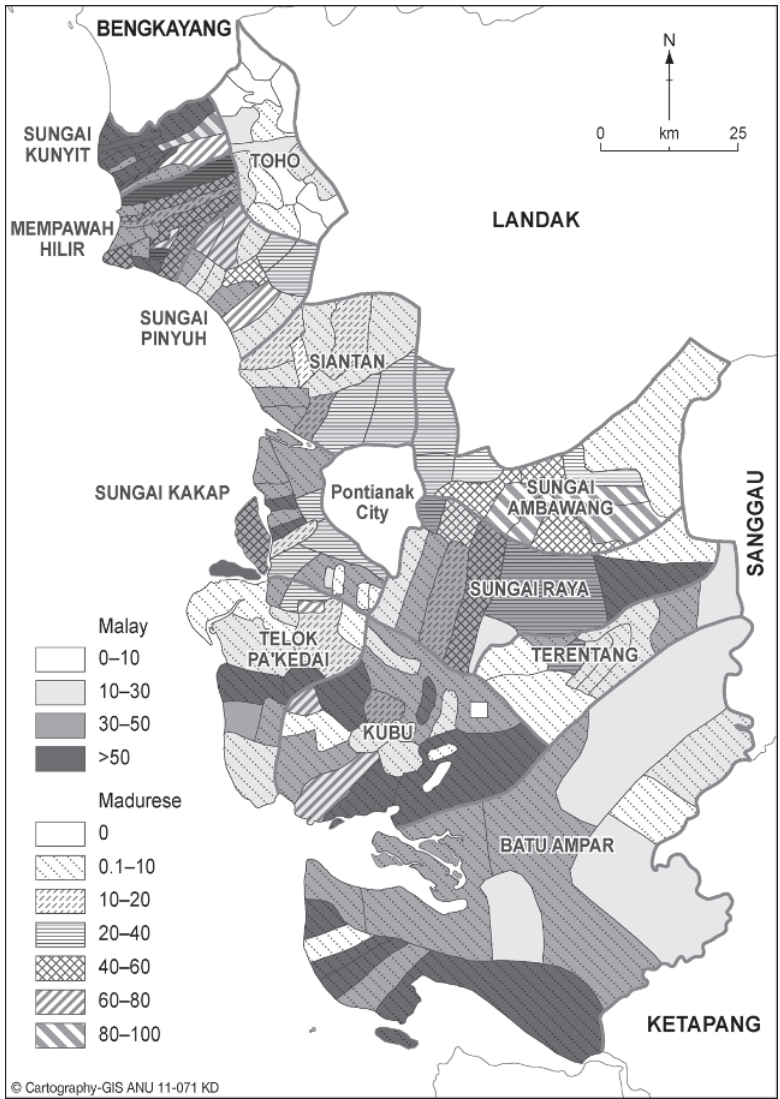 BENGKAYANG
N
0 km 25
SUNGAI
KUNYIT
TOHO
LANDAK
MEMPAWAH
HILIR
SUNGAI
PINYUH
SIANTAN
SUNGAI KAKAP
Pontianak
City
SUNGAI
AMBAWANG
SANGGAU
SUNGAI RAYA
TELOK
PA'KEDAI
TERENTANG
KUBU
BATU AMPAR
KETAPANG
Malay
0–10
10–30
30–50
>50
Madurese
0
0.1–10
10–20
20–40
40–60
60–80
80–100
© Cartography-GIS ANU 11-071 KD